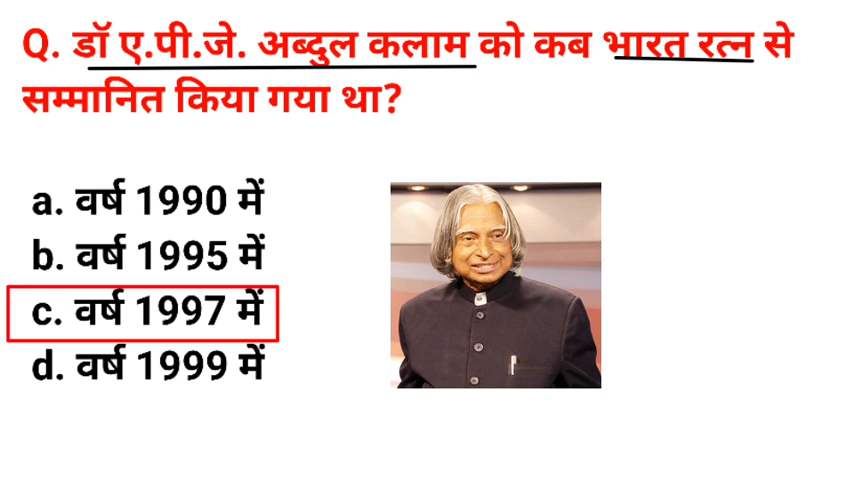 Q. डॉ ए.पी.जे. अब्दुल कलाम को कब भारत रत्न से
सम्मानित किया गया था?
a. वर्ष 1990 में
b. वर्ष 1995 में
c. वर्ष 1997 में
d. वर्ष 1999 में